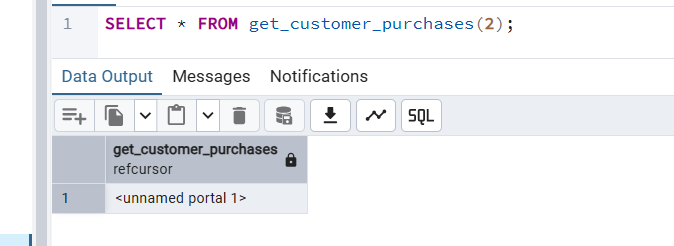 1 SELECT * FROM get_customer_purchases(2);
Data Output Messages Notifications
SQL
get_customer_purchases
refcursor
1 <unnamed portal 1>